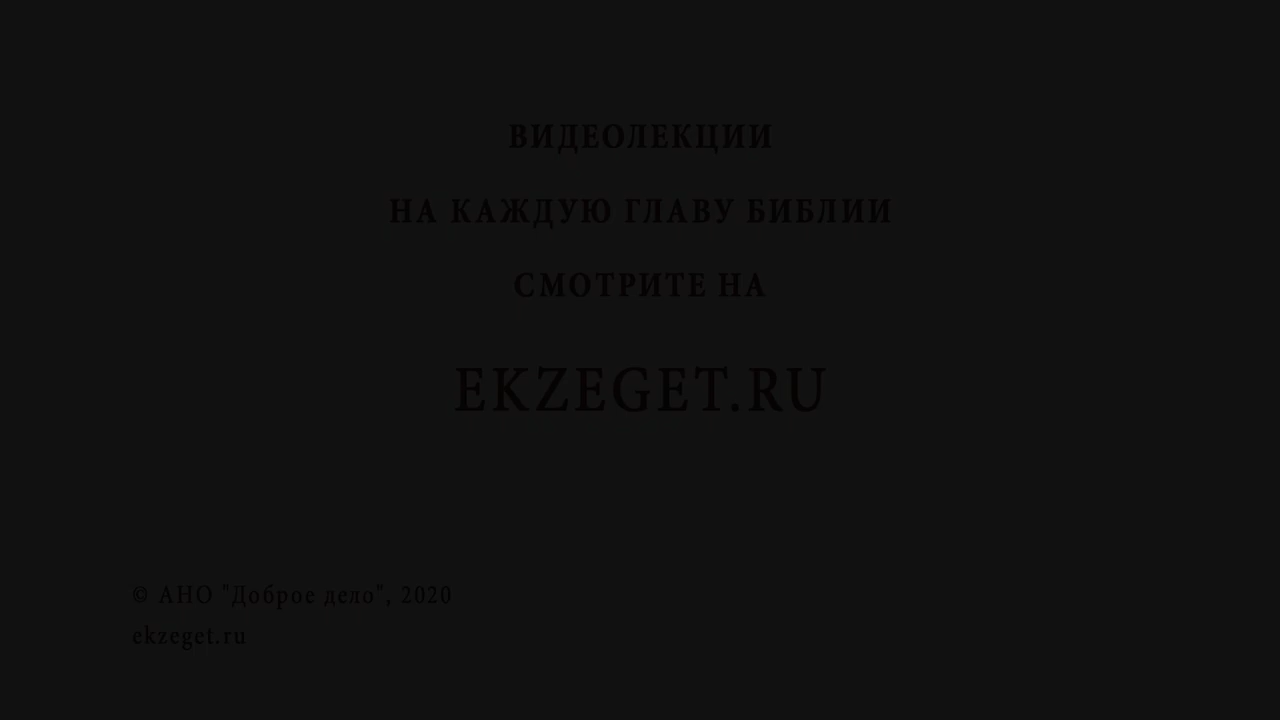 ВИДЕОЛЕКЦИИ
НА КАЖДУЮ ГЛАВУ БИБЛИИ
СМОТРИТЕ НА
EKZEGET.RU
© АНО "Доброе дело", 2020
ekzeget.ru